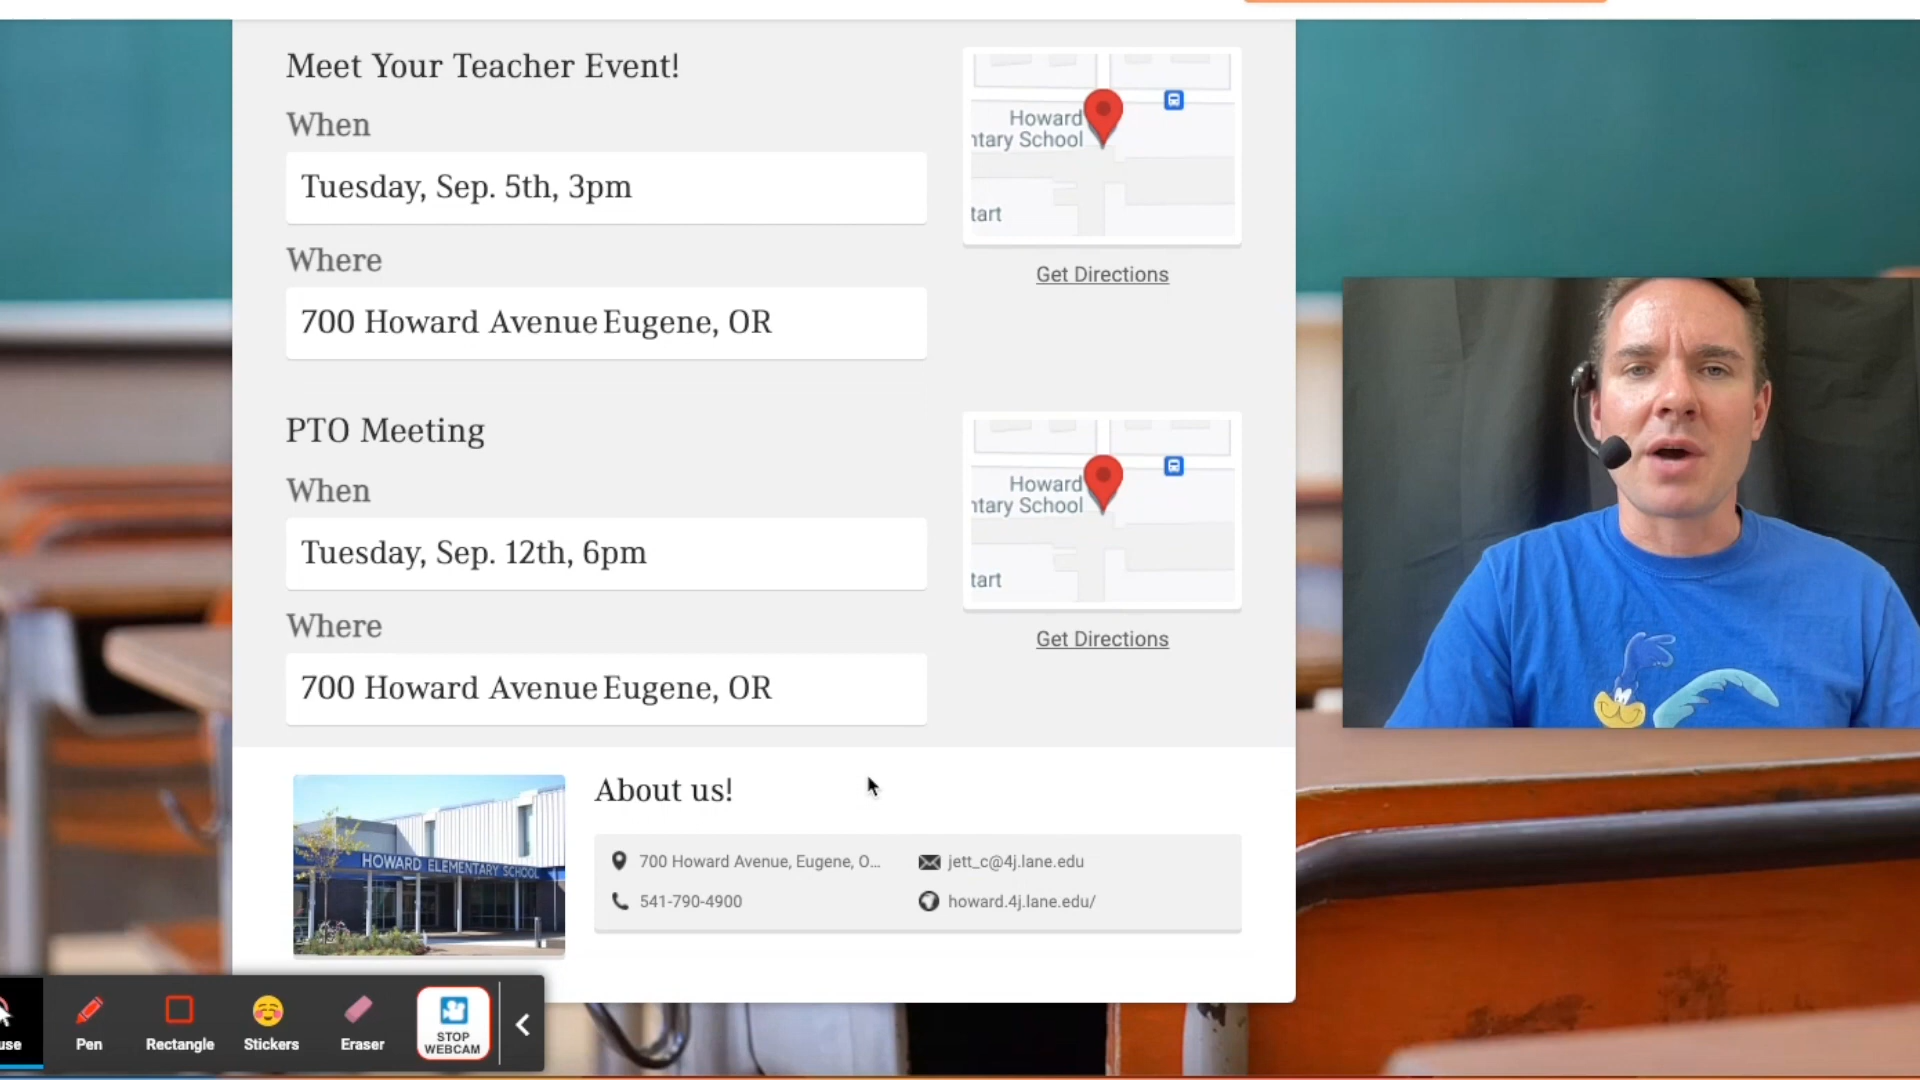 Meet Your Teacher Event!
When
Tuesday, Sep. 5th, 3pm
Where
700 Howard Avenue Eugene, OR
Howard
ntary School
tart
Get Directions
PTO Meeting
When
Tuesday, Sep. 12th, 6pm
Where
700 Howard Avenue Eugene, OR
Howard
ntary School
tart
Get Directions
HOWARD ELEMENTARY SCHOOL
About us!
700 Howard Avenue, Eugene, O...
jett_c@4j.lane.edu
541-790-4900
howard.4j.lane.edu/
use
Pen
Rectangle
Stickers
Eraser
STOP
WEBCAM